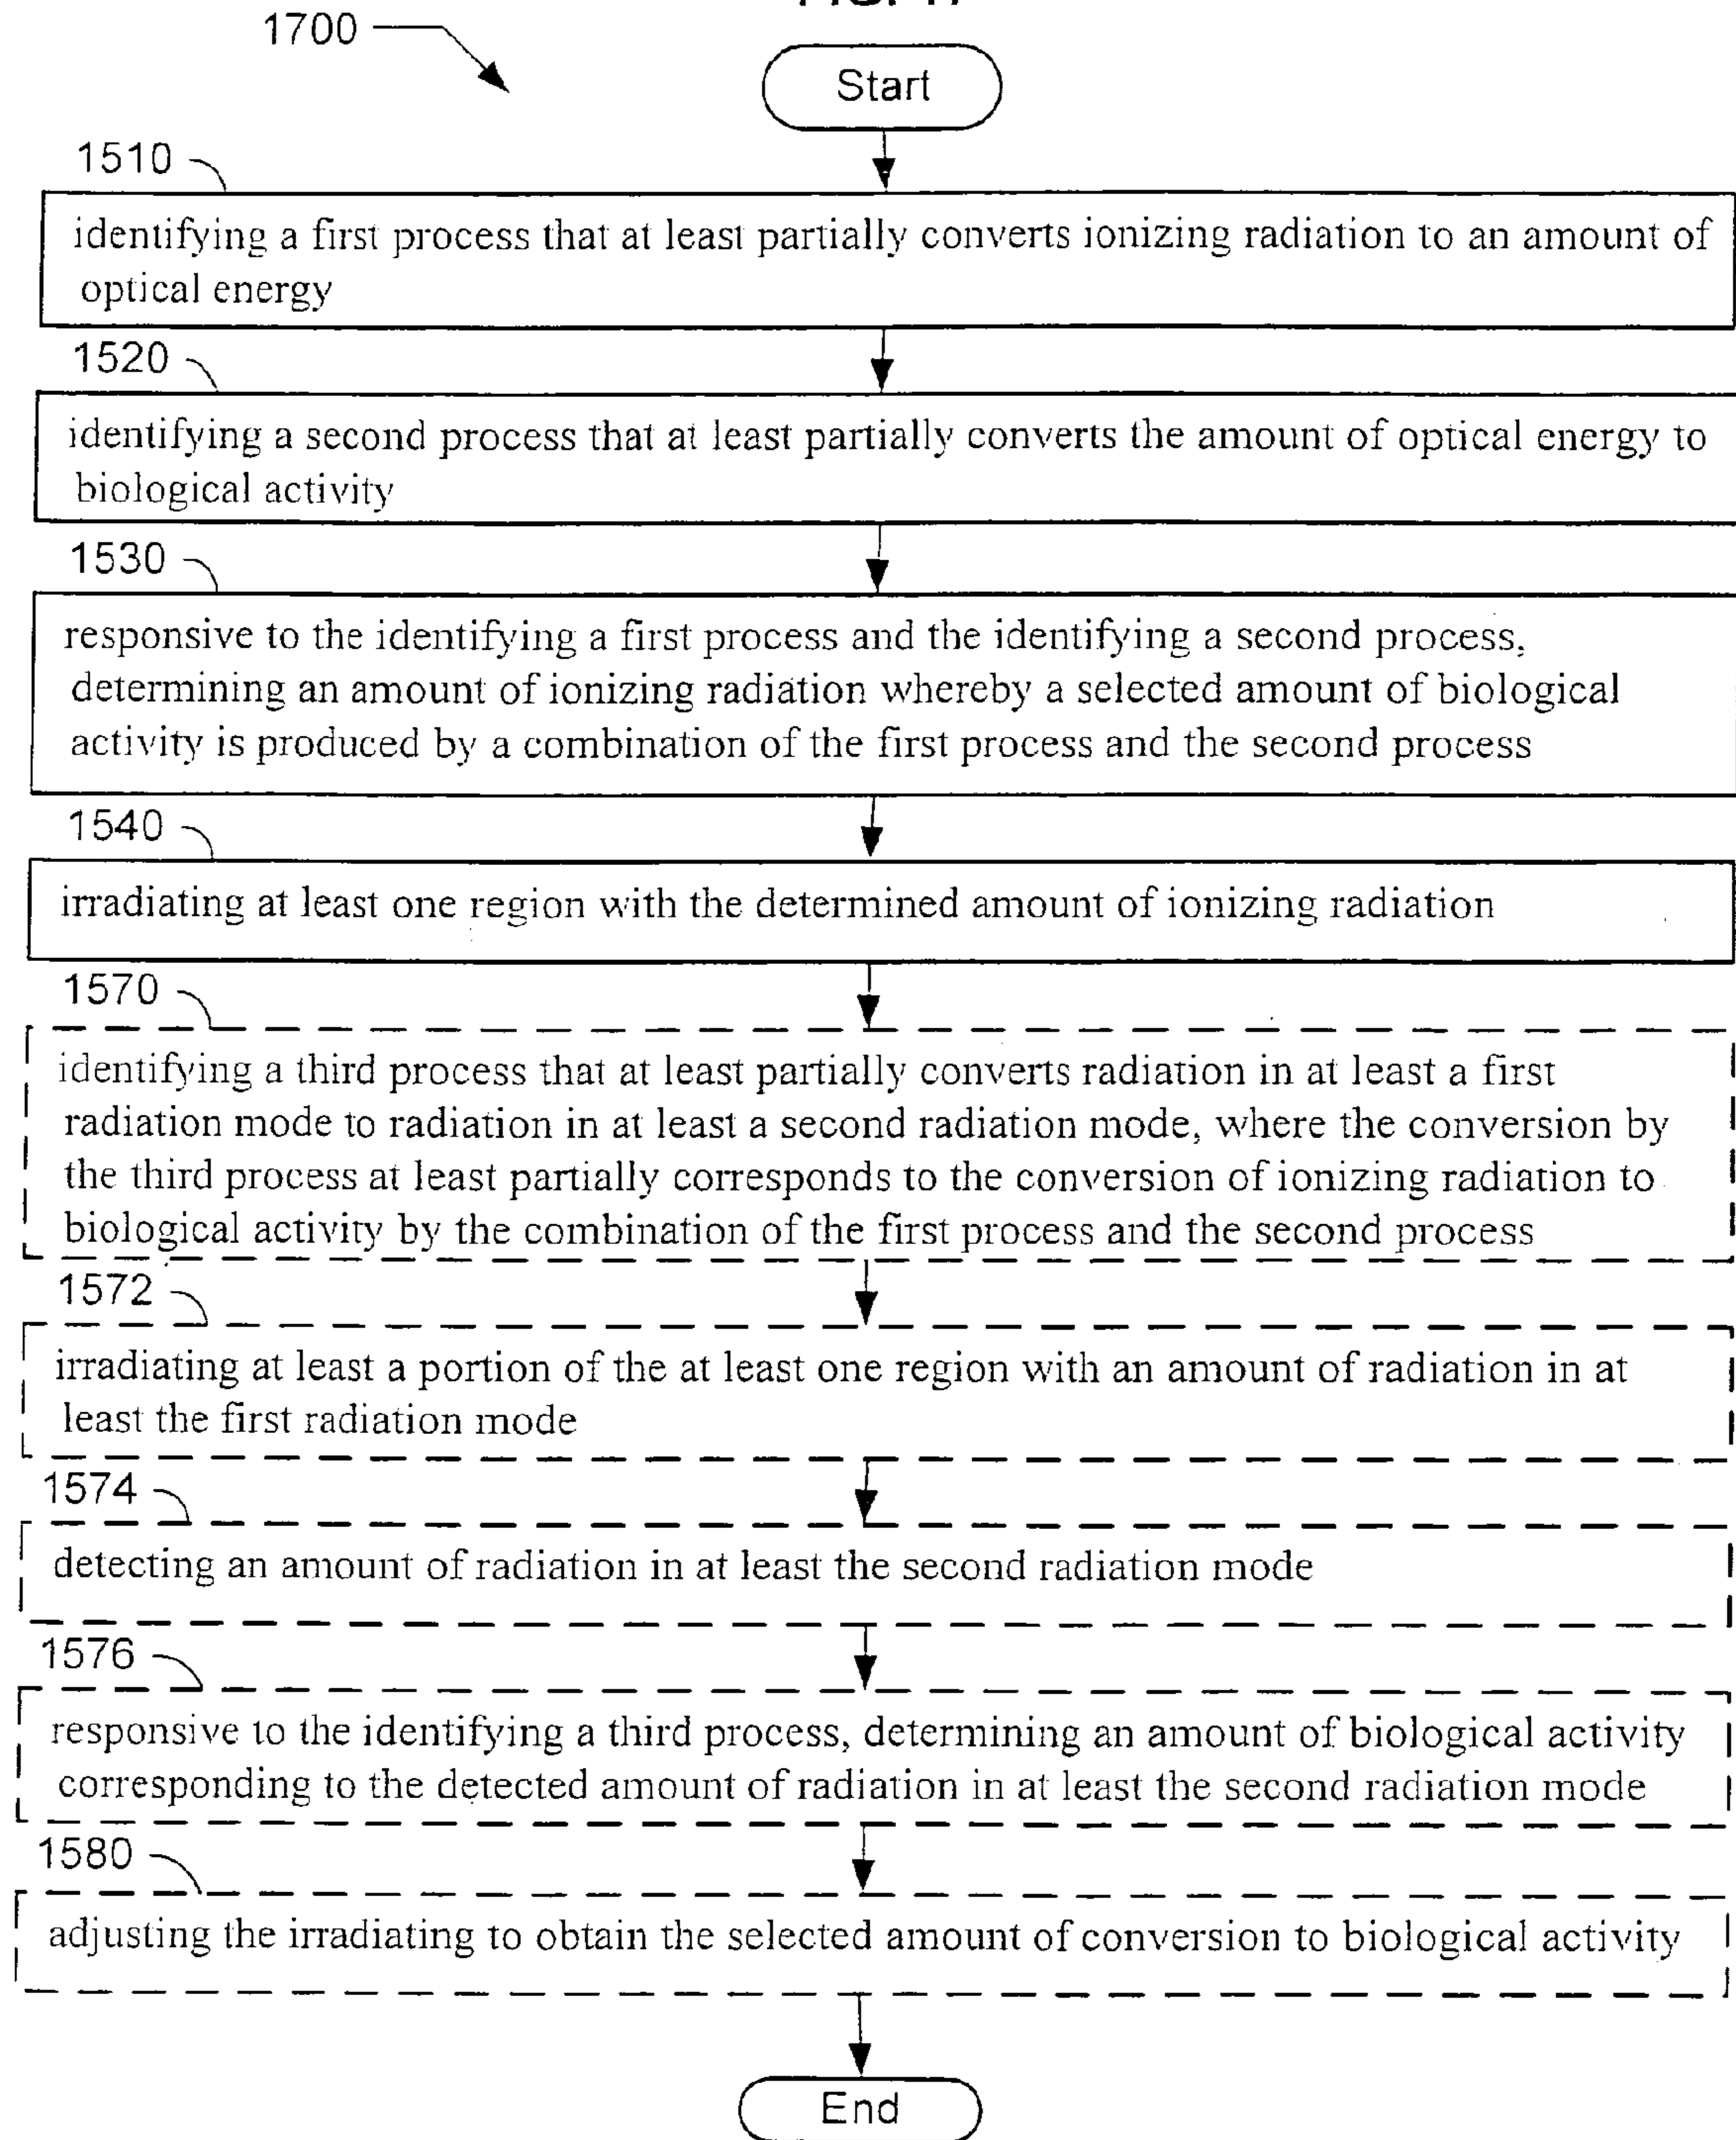 1700
Start
1510
identifying a first process that at least partially converts ionizing radiation to an amount of
optical energy
1520
identifying a second process that at least partially converts the amount of optical energy to
biological activity
1530
responsive to the identifying a first process and the identifying a second process,
determining an amount of ionizing radiation whereby a selected amount of biological
activity is produced by a combination of the first process and the second process
1540
irradiating at least one region with the determined amount of ionizing radiation
1570
identifying a third process that at least partially converts radiation in at least a first
radiation mode to radiation in at least a second radiation mode, where the conversion by
the third process at least partially corresponds to the conversion of ionizing radiation to
biological activity by the combination of the first process and the second process
1572
irradiating at least a portion of the at least one region with an amount of radiation in at
least the first radiation mode
1574
detecting an amount of radiation in at least the second radiation mode
1576
responsive to the identifying a third process, determining an amount of biological activity
corresponding to the detected amount of radiation in at least the second radiation mode
1580
adjusting the irradiating to obtain the selected amount of conversion to biological activity
End